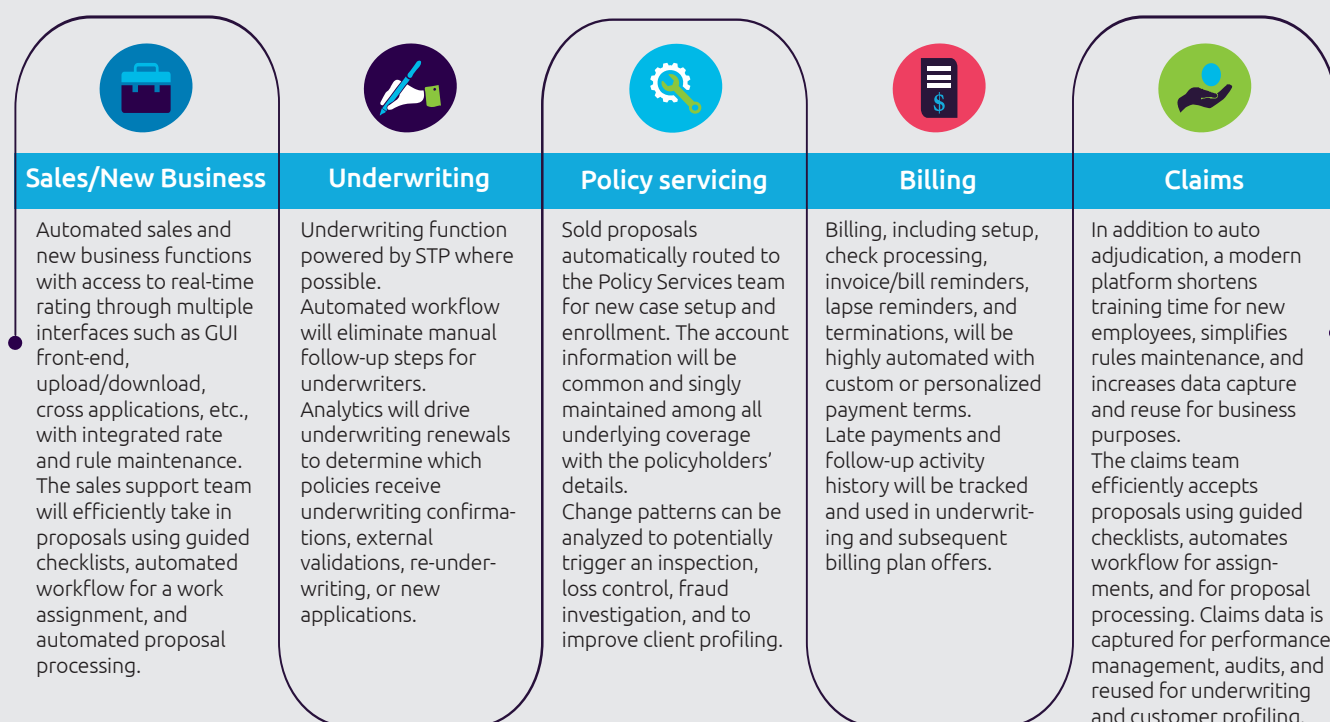 Sales/New Business
Automated sales and
new business functions
with access to real-time
rating through multiple
interfaces such as GUI
front-end,
upload/download,
cross applications, etc.,
with integrated rate
and rule maintenance.
The sales support team
will efficiently take in
proposals using guided
checklists, automated
workflow for a work
assignment, and
automated proposal
processing.
Underwriting
Underwriting function
powered by STP where
possible.
Automated workflow
will eliminate manual
follow-up steps for
underwriters.
Analytics will drive
underwriting renewals
to determine which
policies receive
underwriting confirma-
tions, external
validations, re-under-
writing, or new
applications.
Policy servicing
Sold proposals
automatically routed to
the Policy Services team
for new case setup and
enrollment. The account
information will be
common and singly
maintained among all
underlying coverage
with the policyholders’
details.
Change patterns can be
analyzed to potentially
trigger an inspection,
loss control, fraud
investigation, and to
improve client profiling.
$
Billing
Billing, including setup,
check processing,
invoice/bill reminders,
lapse reminders, and
terminations, will be
highly automated with
custom or personalized
payment terms.
Late payments and
follow-up activity
history will be tracked
and used in underwrit-
ing and subsequent
billing plan offers.
Claims
In addition to auto
adjudication, a modern
platform shortens
training time for new
employees, simplifies
rules maintenance, and
increases data capture
and reuse for business
purposes.
The claims team
efficiently accepts
proposals using guided
checklists, automates
workflow for assign-
ments, and for proposal
processing. Claims data is
captured for performance
management, audits, and
reused for underwriting
and customer profiling.